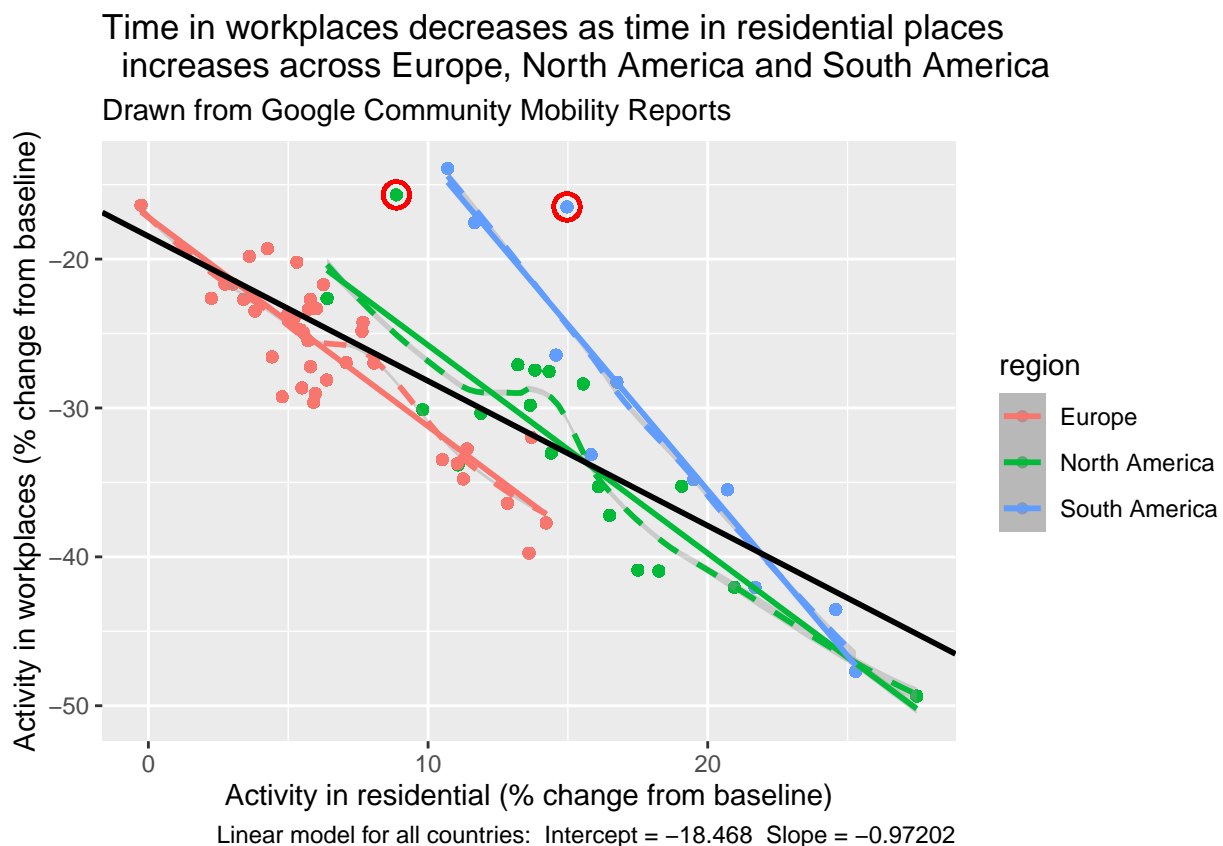 Time in workplaces decreases as time in residential places
increases across Europe, North America and South America
Drawn from Google Community Mobility Reports
Activity in workplaces (% change from baseline)
−20
−30
−40
−50
0
10
20
Activity in residential (% change from baseline)
Linear model for all countries:  Intercept = −18.468  Slope = −0.97202
region
Europe
North America
South America